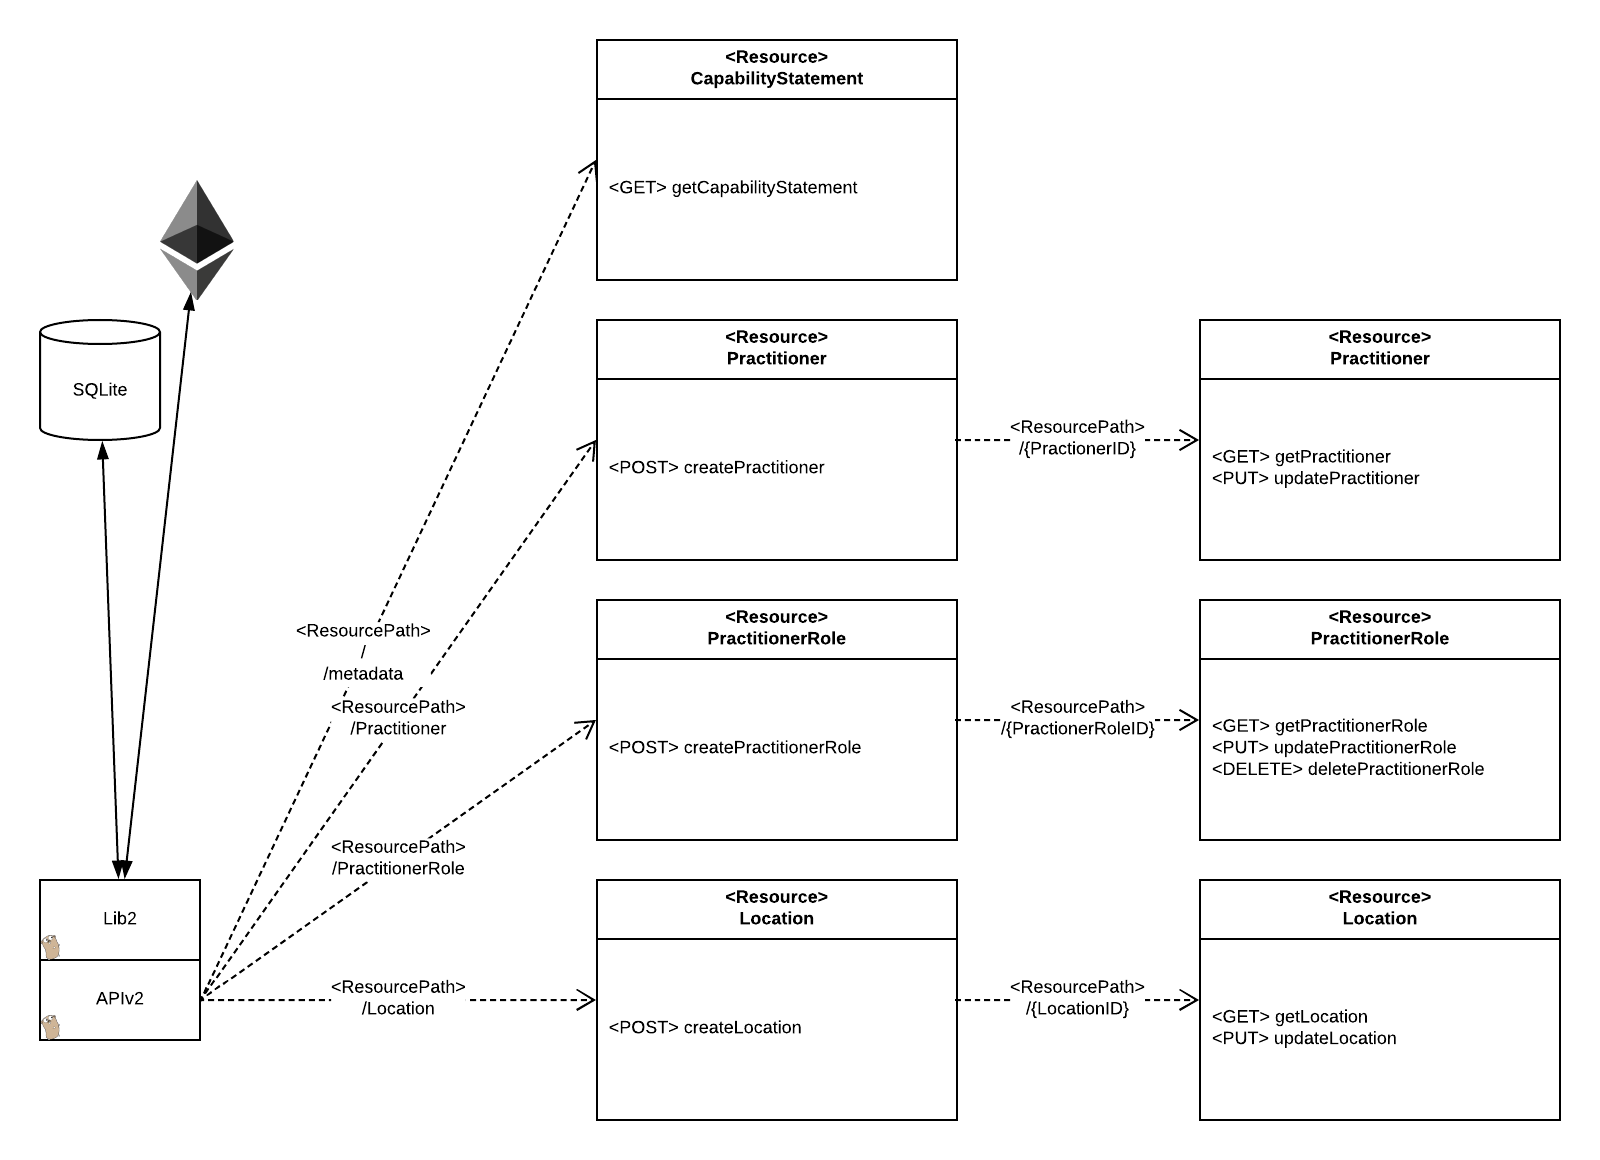 <Resource>
CapabilityStatement
<GET> getCapabilityStatement
SQLite
<Resource>
Practitioner
<POST> createPractitioner
<ResourcePath>
/{PractionerID}
<Resource>
Practitioner
<GET> getPractitioner
<PUT> updatePractitioner
<ResourcePath>
/
/metadada
<ResourcePath>
/Practitioner
<Resource>
PractitionerRole
<POST> createPractitionerRole
<ResourcePath>
/{PractionerRoleID}
<Resource>
PractitionerRole
<GET> getPractitionerRole
<PUT> updatePractitionerRole
<DELETE> deletePractitionerRole
<ResourcePath>
/PractitionerRole
Lib2
APIv2
<ResourcePath>
/Location
<Resource>
Location
<POST> createLocation
<ResourcePath>
/{LocationID}
<Resource>
Location
<GET> getLocation
<PUT> updateLocation